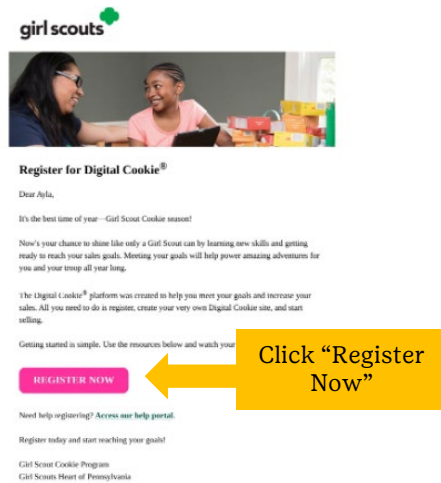 girl scouts
Register for Digital Cookie®
Dear Ayla,
It's the best time of year—Girl Scout Cookie season!
Now's your chance to shine like only a Girl Scout can by learning new skills and getting
ready to reach your sales goals. Meeting your goals will help power amazing adventures for
you and your troop all year long.
The Digital Cookie® platform was created to help you meet your goals and increase your
sales. All you need to do is register, create your very own Digital Cookie site, and start
selling.
Getting started is simple. Use the resources below and watch your
Click “Register
Now”
REGISTER NOW
Need help registering? Access our help portal.
Register today and start reaching your goals!
Girl Scout Cookie Program
Girl Scouts Heart of Pennsylvania